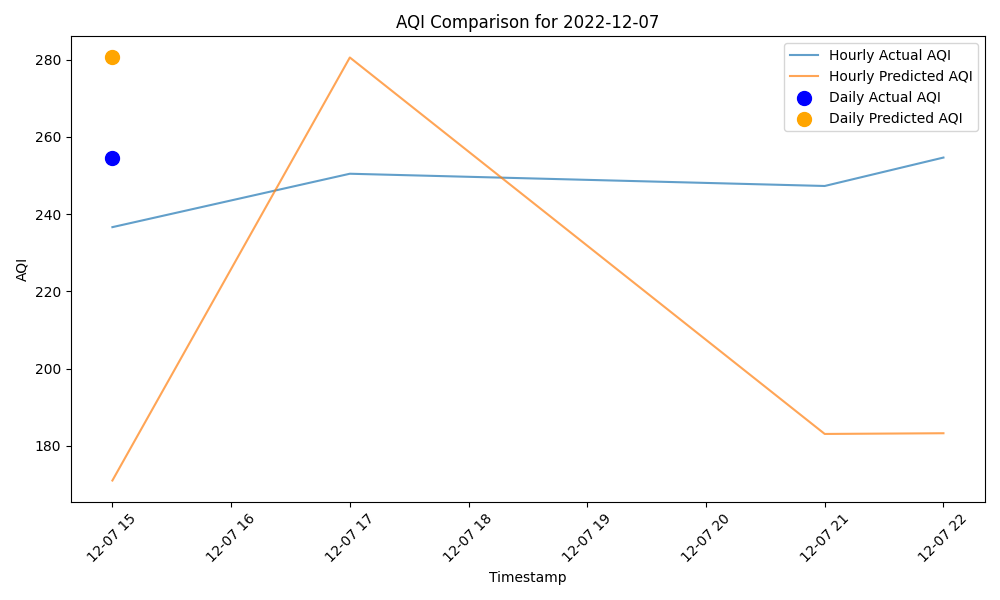 AQI Comparison for 2022-12-07
Hourly Actual AQI
Hourly Predicted AQI
Daily Actual AQI
Daily Predicted AQI
AQI
280
260
240
220
200
180
12-07 15
12-07 16
12-07 17
12-07 18
12-07 19
12-07 20
12-07 21
12-07 22
Timestamp